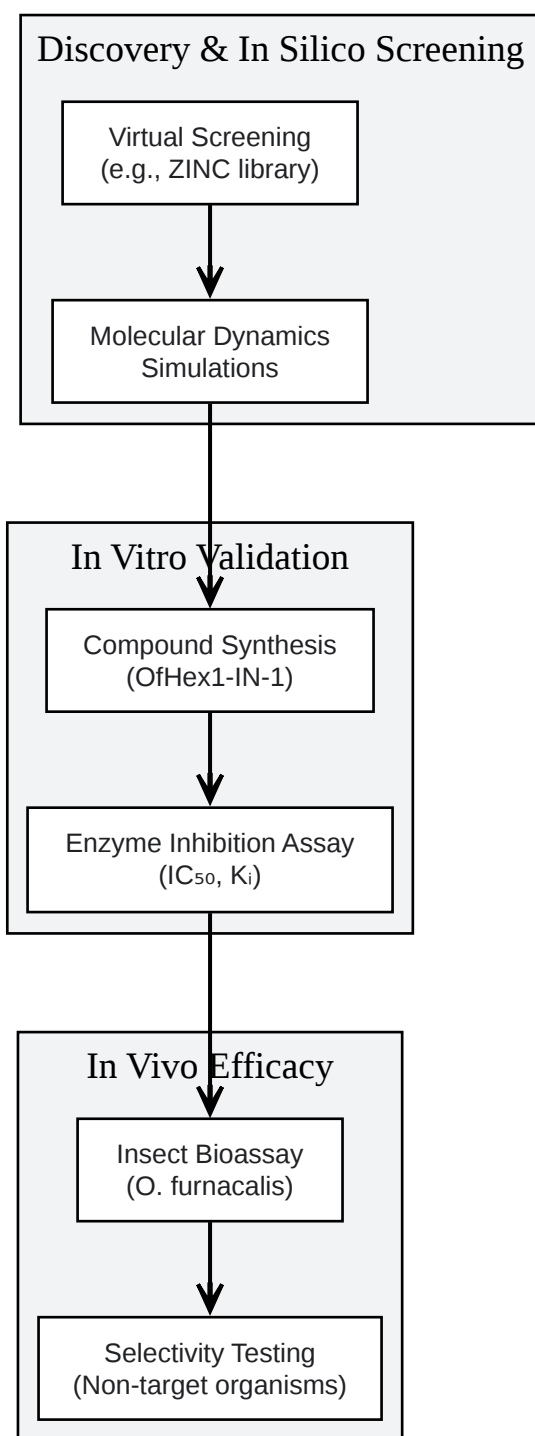 Discovery & In Silico Screening
Virtual Screening
(e.g., ZINC library)
Molecular Dynamics
Simulations
In Vitro Validation
Compound Synthesis
(OfHex1-IN-1)
Enzyme Inhibition Assay
(IC₅₀, Kᵢ)
In Vivo Efficacy
Insect Bioassay
(O. furnacalis)
Selectivity Testing
(Non-target organisms)